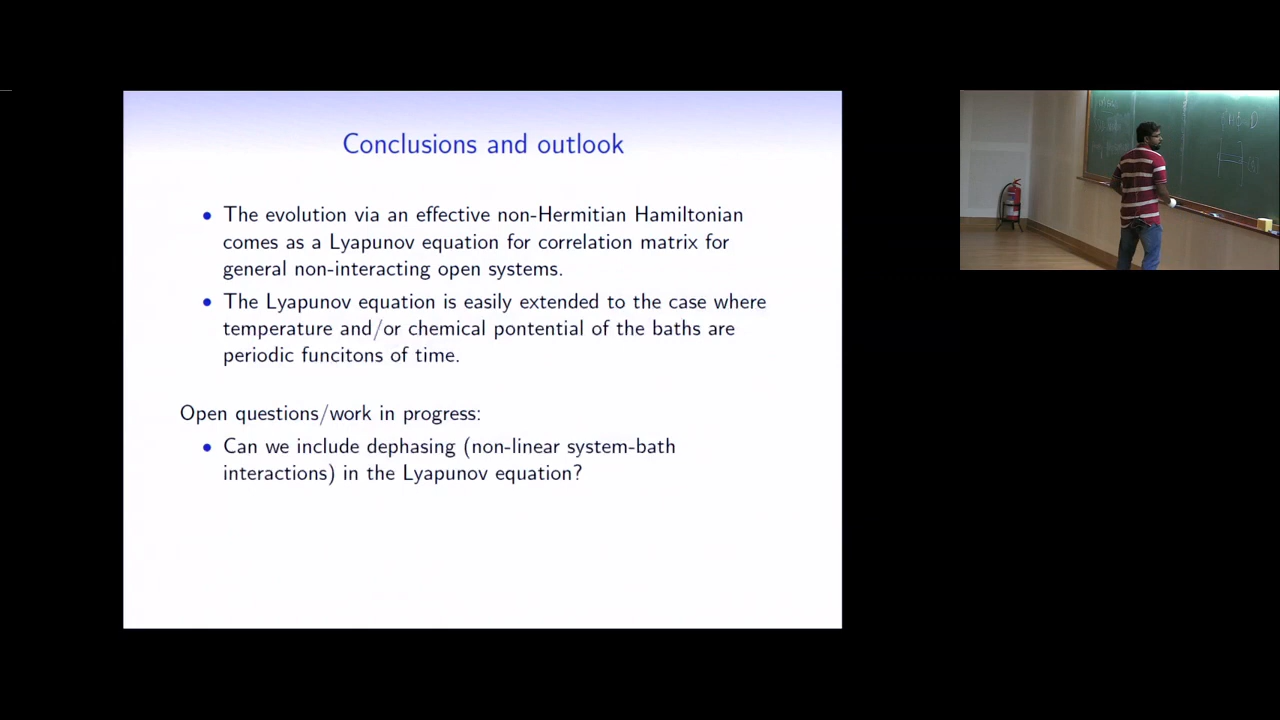 Conclusions and outlook
• The evolution via an effective non-Hermitian Hamiltonian
comes as a Lyapunov equation for correlation matrix for
general non-interacting open systems.
• The Lyapunov equation is easily extended to the case where
temperature and/or chemical pontential of the baths are
periodic funcitons of time.
Open questions/work in progress:
• Can we include dephasing (non-linear system-bath
interactions) in the Lyapunov equation?